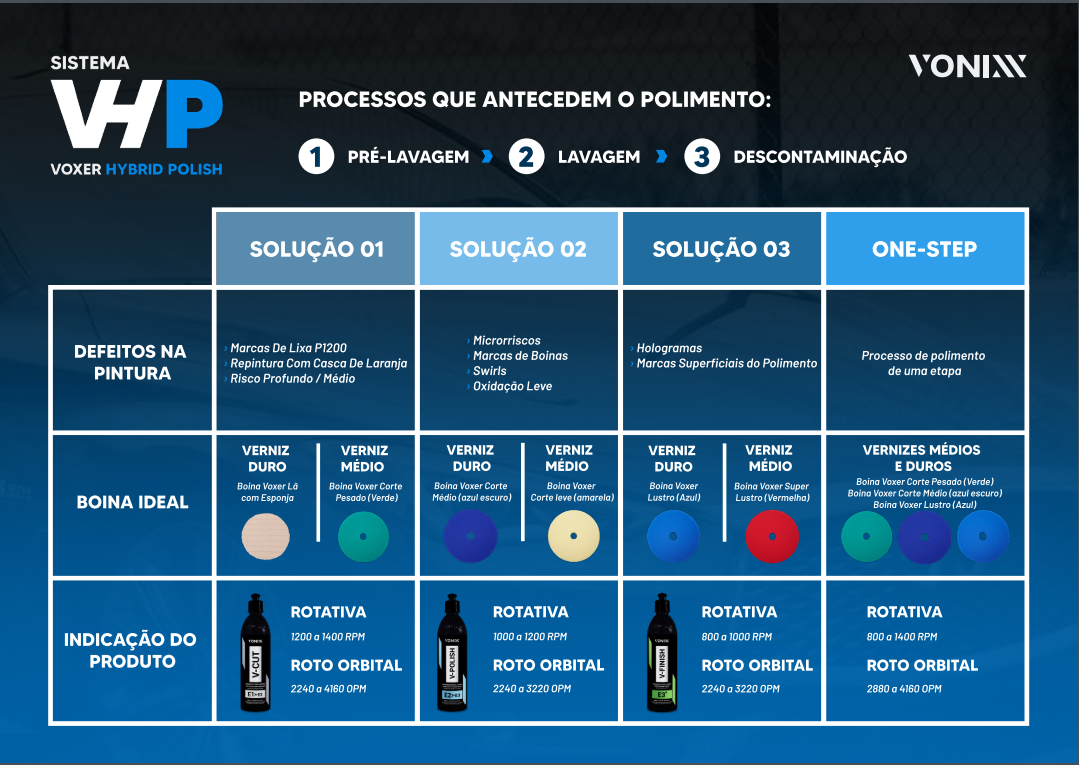 SISTEMA
VHP
VOXER HYBRID POLISH
VONIXX
PROCESSOS QUE ANTECEDEM O POLIMENTO:
1 PRÉ-LAVAGEM 2 LAVAGEM 3 DESCONTAMINAÇÃO
SOLUÇÃO 01
SOLUÇÃO 02
SOLUÇÃO 03
ONE-STEP
DEFEITOS NA
PINTURA
› Marcas De Lixa P1200
› Repintura Com Casca De Laranja
› Risco Profundo / Médio
› Microrriscos
› Marcas de Boinas
› Swirls
› Oxidação Leve
› Hologramas
› Marcas Superficiais do Polimento
Processo de polimento
de uma etapa
BOINA IDEAL
VERNIZ
DURO
Boina Voxer Lã
com Esponja
VERNIZ
MÉDIO
Boina Voxer Corte
Pesado (Verde)
VERNIZ
DURO
Boina Voxer Corte
Médio (azul escuro)
VERNIZ
MÉDIO
Boina Voxer
Corte leve (amarela)
VERNIZ
DURO
Boina Voxer
Lustro (Azul)
VERNIZ
MÉDIO
Boina Voxer Super
Lustro (Vermelha)
VERNIZES MÉDIOS
E DUROS
Boina Voxer Corte Pesado (Verde)
Boina Voxer Corte Médio (azul escuro)
Boina Voxer Lustro (Azul)
INDICAÇÃO DO
PRODUTO
VONIXX
V-CUT
ROTATIVA
1200 a 1400 RPM
ROTO ORBITAL
2240 a 4160 OPM
VONIXX
V-POLISH
ROTATIVA
1000 a 1200 RPM
ROTO ORBITAL
2240 a 3220 OPM
VONIXX
V-FINISH
ROTATIVA
800 a 1000 RPM
ROTO ORBITAL
2240 a 3220 OPM
ROTATIVA
800 a 1400 RPM
ROTO ORBITAL
2880 a 4160 OPM